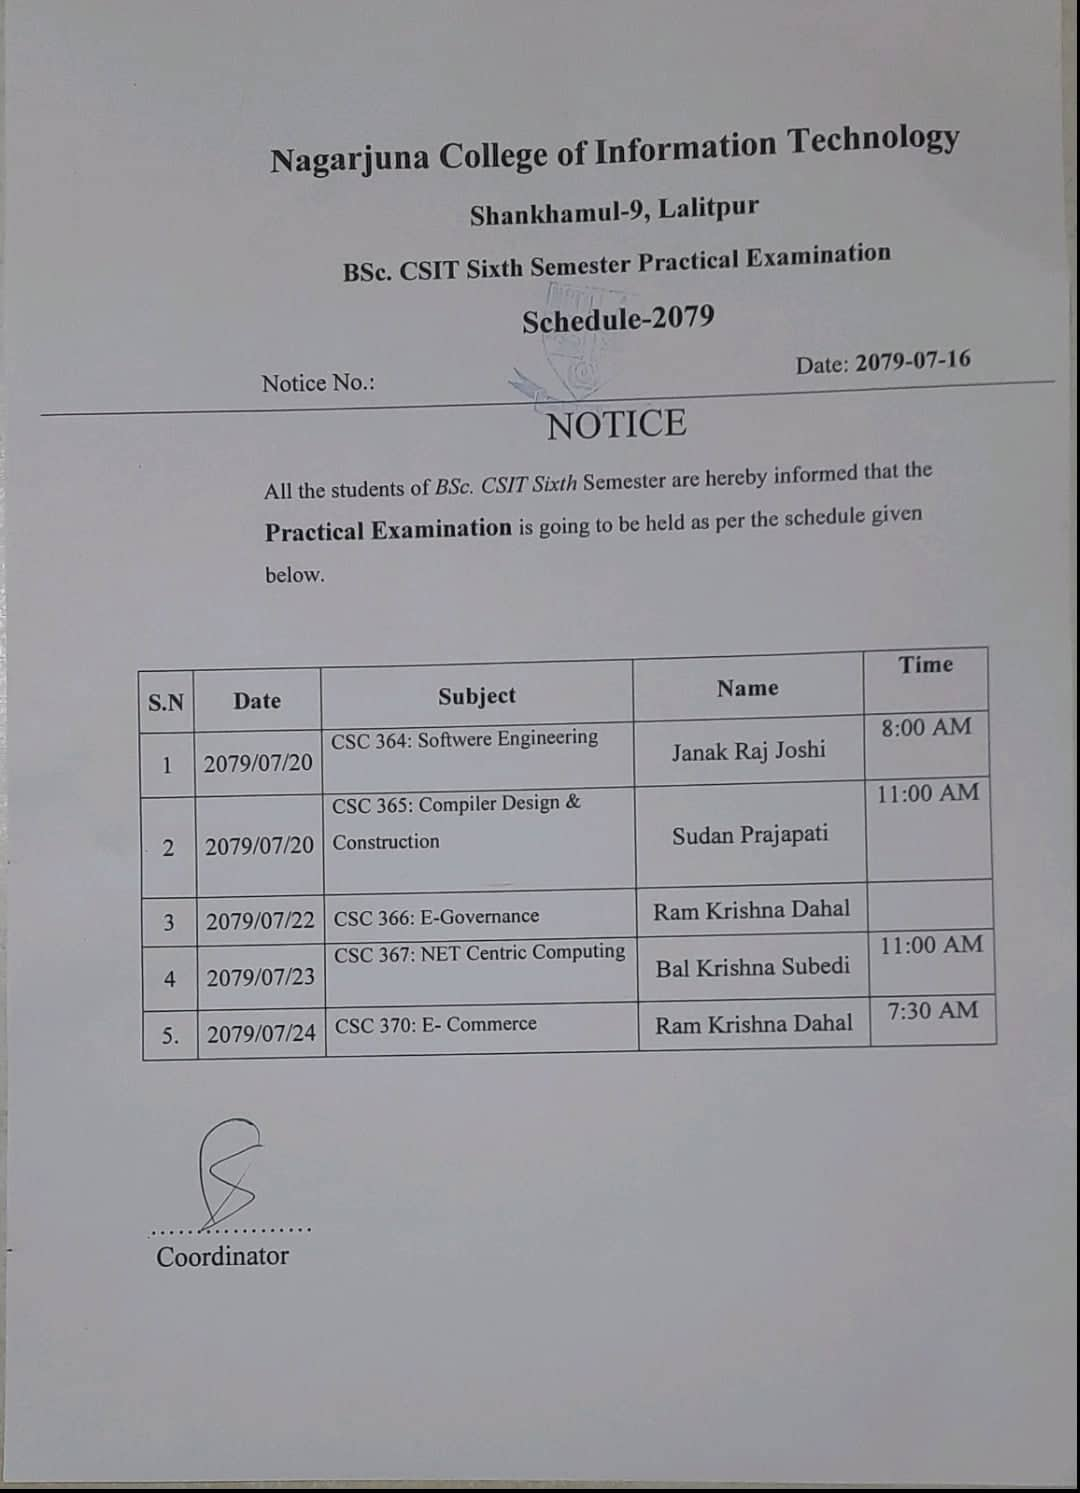 Nagarjuna College of Information Technology
Shankhamul-9, Lalitpur
BSc. CSIT Sixth Semester Practical Examination
Schedule-2079
Notice No.:
Date: 2079-07-16
NOTICE
All the students of BSc. CSIT Sixth Semester are hereby informed that the
Practical Examination is going to be held as per the schedule given
below.
S.N Date Subject Name Time
1 2079/07/20 CSC 364: Softwere Engineering Janak Raj Joshi 8:00 AM
2 2079/07/20 CSC 365: Compiler Design & Sudan Prajapati 11:00 AM
Construction
3 2079/07/22 CSC 366: E-Governance Ram Krishna Dahal
4 2079/07/23 CSC 367: NET Centric Computing Bal Krishna Subedi 11:00 AM
5. 2079/07/24 CSC 370: E- Commerce Ram Krishna Dahal 7:30 AM
Coordinator